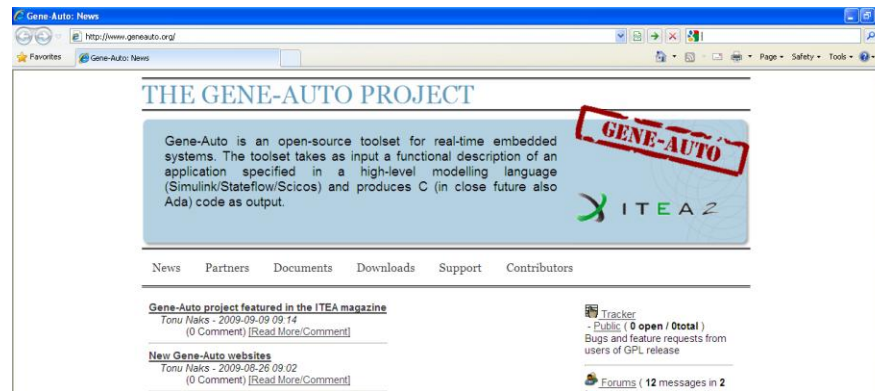 Gene-Auto: News
http://www.geneauto.org/
Favorites
Gene-Auto: News
Page
Safety
Tools
THE GENE-AUTO PROJECT
Gene-Auto is an open-source toolset for real-time embedded
systems. The toolset takes as input a functional description of an
application specified in a high-level modelling language
(Simulink/Stateflow/Scicos) and produces C (in close future also
Ada) code as output.
GENE-AUTO
ITEA 2
News Partners Documents Downloads Support Contributors
Gene-Auto project featured in the ITEA magazine
Tonu Naks - 2009-09-09 09:14
(0 Comment) [Read More/Comment]
New Gene-Auto websites
Tonu Naks - 2009-08-26 09:02
(0 Comment) [Read More/Comment]
Tracker
- Public ( 0 open / 0total )
Bugs and feature requests from
users of GPL release
Forums ( 12 messages in 2